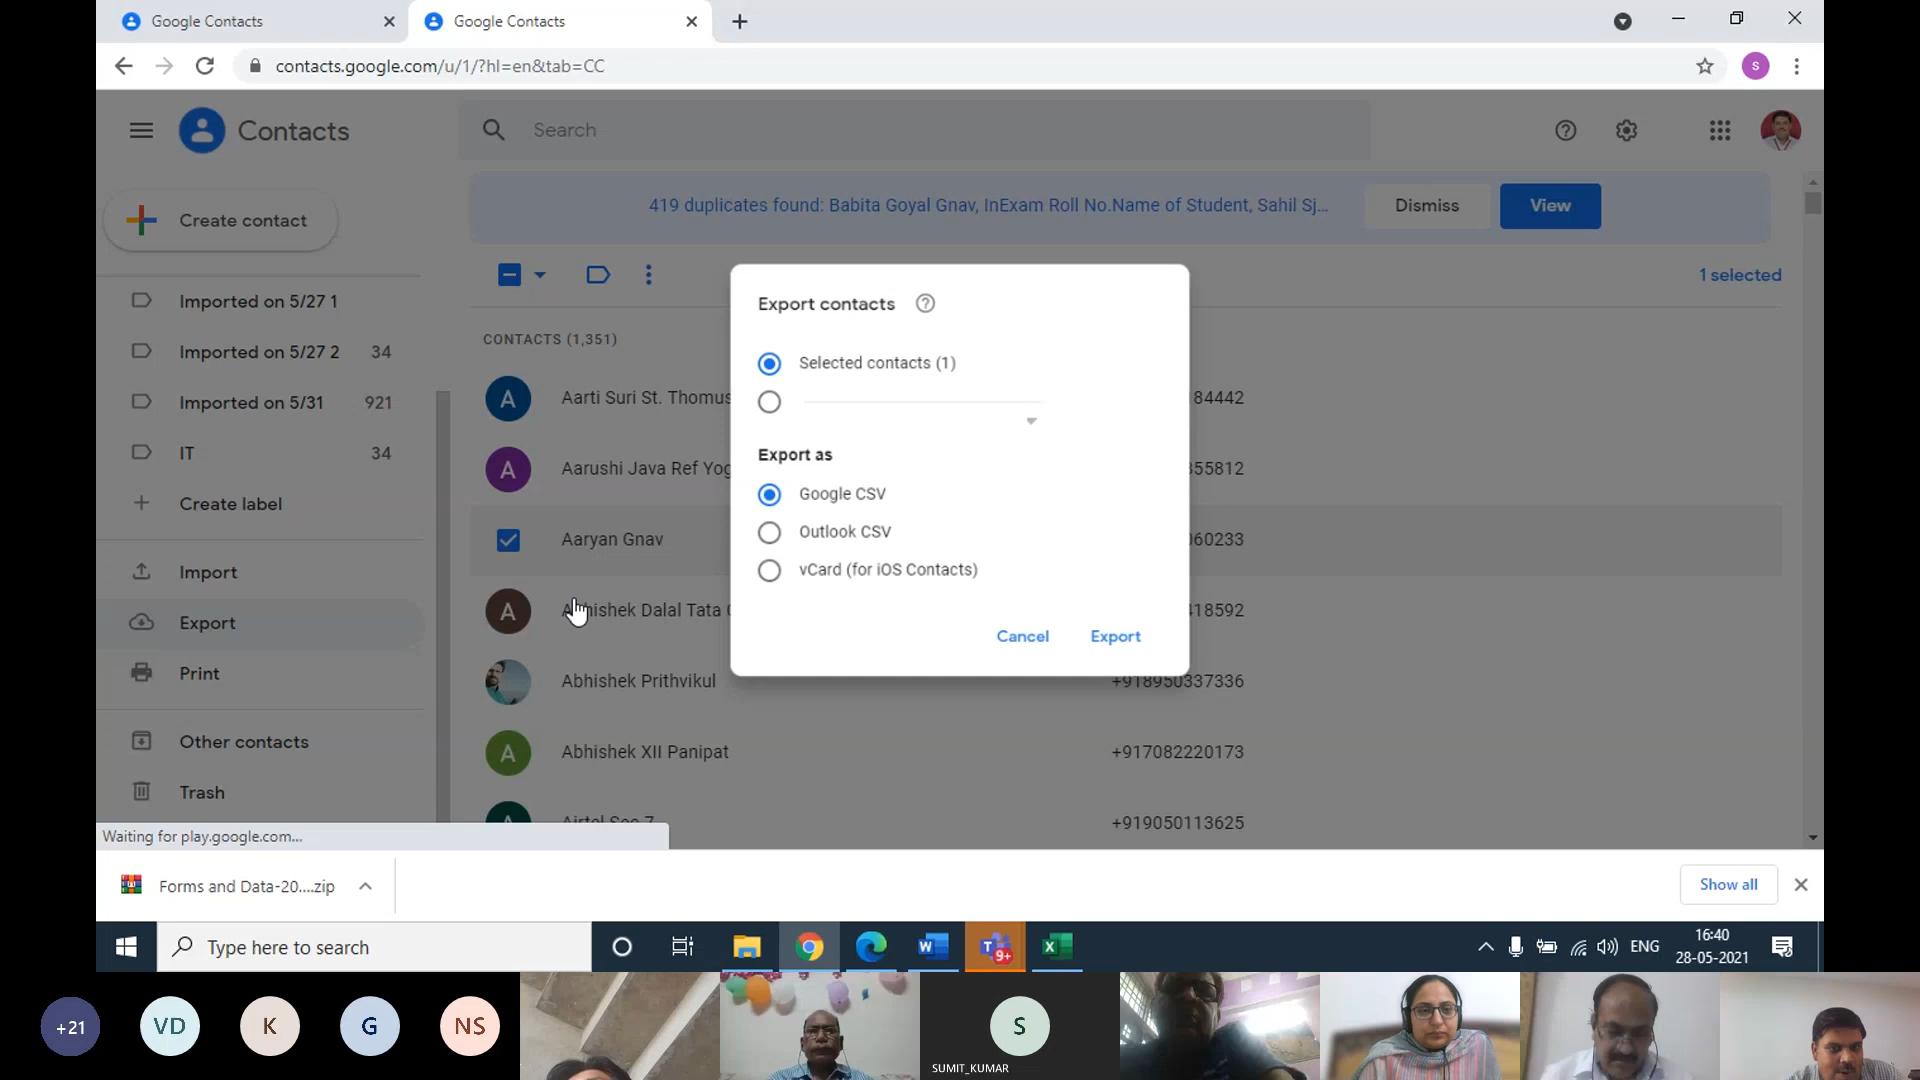 Google Contacts
Google Contacts
contacts.google.com/u/1/?hl=en&tab=CC
S
Contacts
Search
Create contact
419 duplicates found: Babita Goyal Gnav, InExam Roll No.Name of Student, Sahil Sj...
Dismiss
View
1 selected
Imported on 5/27 1
Imported on 5/27 2 34
Imported on 5/31 921
IT 34
Create label
Import
Export
Print
Other contacts
Trash
CONTACTS (1,351)
A Aarti Suri St. Thomus 84442
A Aarushi Java Ref Yog 355812
Aaryan Gnav 060233
A Abhishek Dalal Tata 418592
Abhishek Prithvikul +918950337336
A Abhishek XII Panipat +917082220173
+919050113625
Export contacts
Selected contacts (1)
Export as
Google CSV
Outlook CSV
vCard (for iOS Contacts)
Cancel Export
Waiting for play.google.com...
Forms and Data-20....zip
Show all
Type here to search
9+
ENG
16:40
28-05-2021
+21
VD
K
G
NS
S
SUMIT_KUMAR